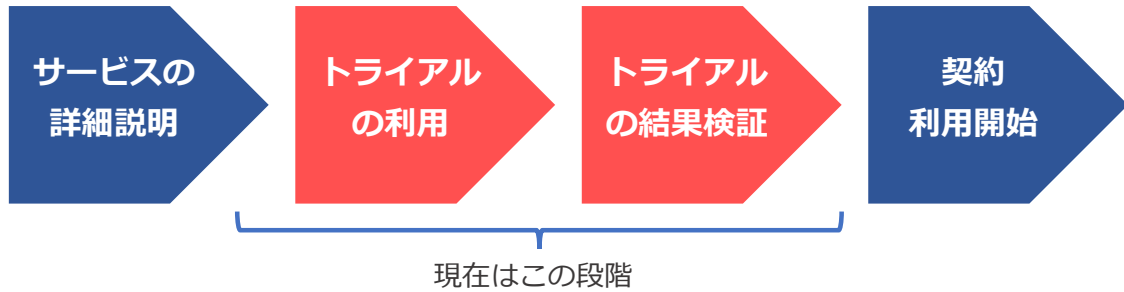 サービスの
詳細説明
トライアル
の利用
トライアル
の結果検証
契約
利用開始
現在はこの段階